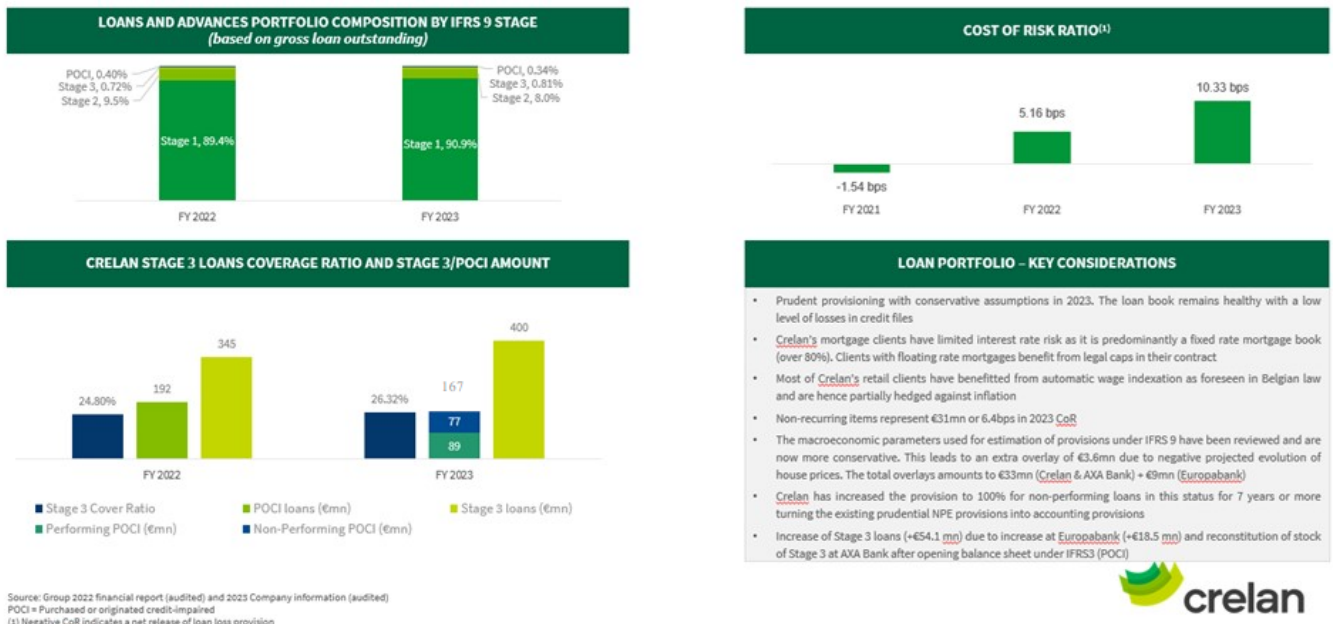 LOANS AND ADVANCES PORTFOLIO COMPOSITION BY IFRS 9 STAGE
(based on gross loan outstanding)
POCI, 0.40%
Stage 3, 0.72%
Stage 2, 9.5%
Stage 1, 89.4%
FY 2022
POCI, 0.34%
Stage 3, 0.81%
Stage 2, 8.0%
Stage 1, 90.9%
FY 2023
COST OF RISK RATIO(1)
-1.54 bps
FY 2021
5.16 bps
FY 2022
10.33 bps
FY 2023
CRELAN STAGE 3 LOANS COVERAGE RATIO AND STAGE 3/POCI AMOUNT
24.80%
192
345
FY 2022
26.32%
167
77
89
400
FY 2023
Stage 3 Cover Ratio
POCI loans (€mn)
Stage 3 loans (€mn)
Performing POCI (€mn)
Non-Performing POCI (€mn)
LOAN PORTFOLIO – KEY CONSIDERATIONS
• Prudent provisioning with conservative assumptions in 2023. The loan book remains healthy with a low
level of losses in credit files
• Crelan's mortgage clients have limited interest rate risk as it is predominantly a fixed rate mortgage book
(over 80%). Clients with floating rate mortgages benefit from legal caps in their contract
• Most of Crelan's retail clients have benefitted from automatic wage indexation as foreseen in Belgian law
and are hence partially hedged against inflation
• Non-recurring items represent €31mn or 6.4bps in 2023 CoR
• The macroeconomic parameters used for estimation of provisions under IFRS 9 have been reviewed and are
now more conservative. This leads to an extra overlay of €3.6mn due to negative projected evolution of
house prices. The total overlays amounts to €33mn (Crelan & AXA Bank) + €9mn (Europabank)
• Crelan has increased the provision to 100% for non-performing loans in this status for 7 years or more
turning the existing prudential NPE provisions into accounting provisions
• Increase of Stage 3 loans (+€54.1 mn) due to increase at Europabank (+€18.5 mn) and reconstitution of stock
of Stage 3 at AXA Bank after opening balance sheet under IFRS3 (POCI)
Source: Group 2022 financial report (audited) and 2023 Company information (audited)
POCI = Purchased or originated credit-impaired
(1) Negative CoR indicates a net release of loan loss provision
crelan